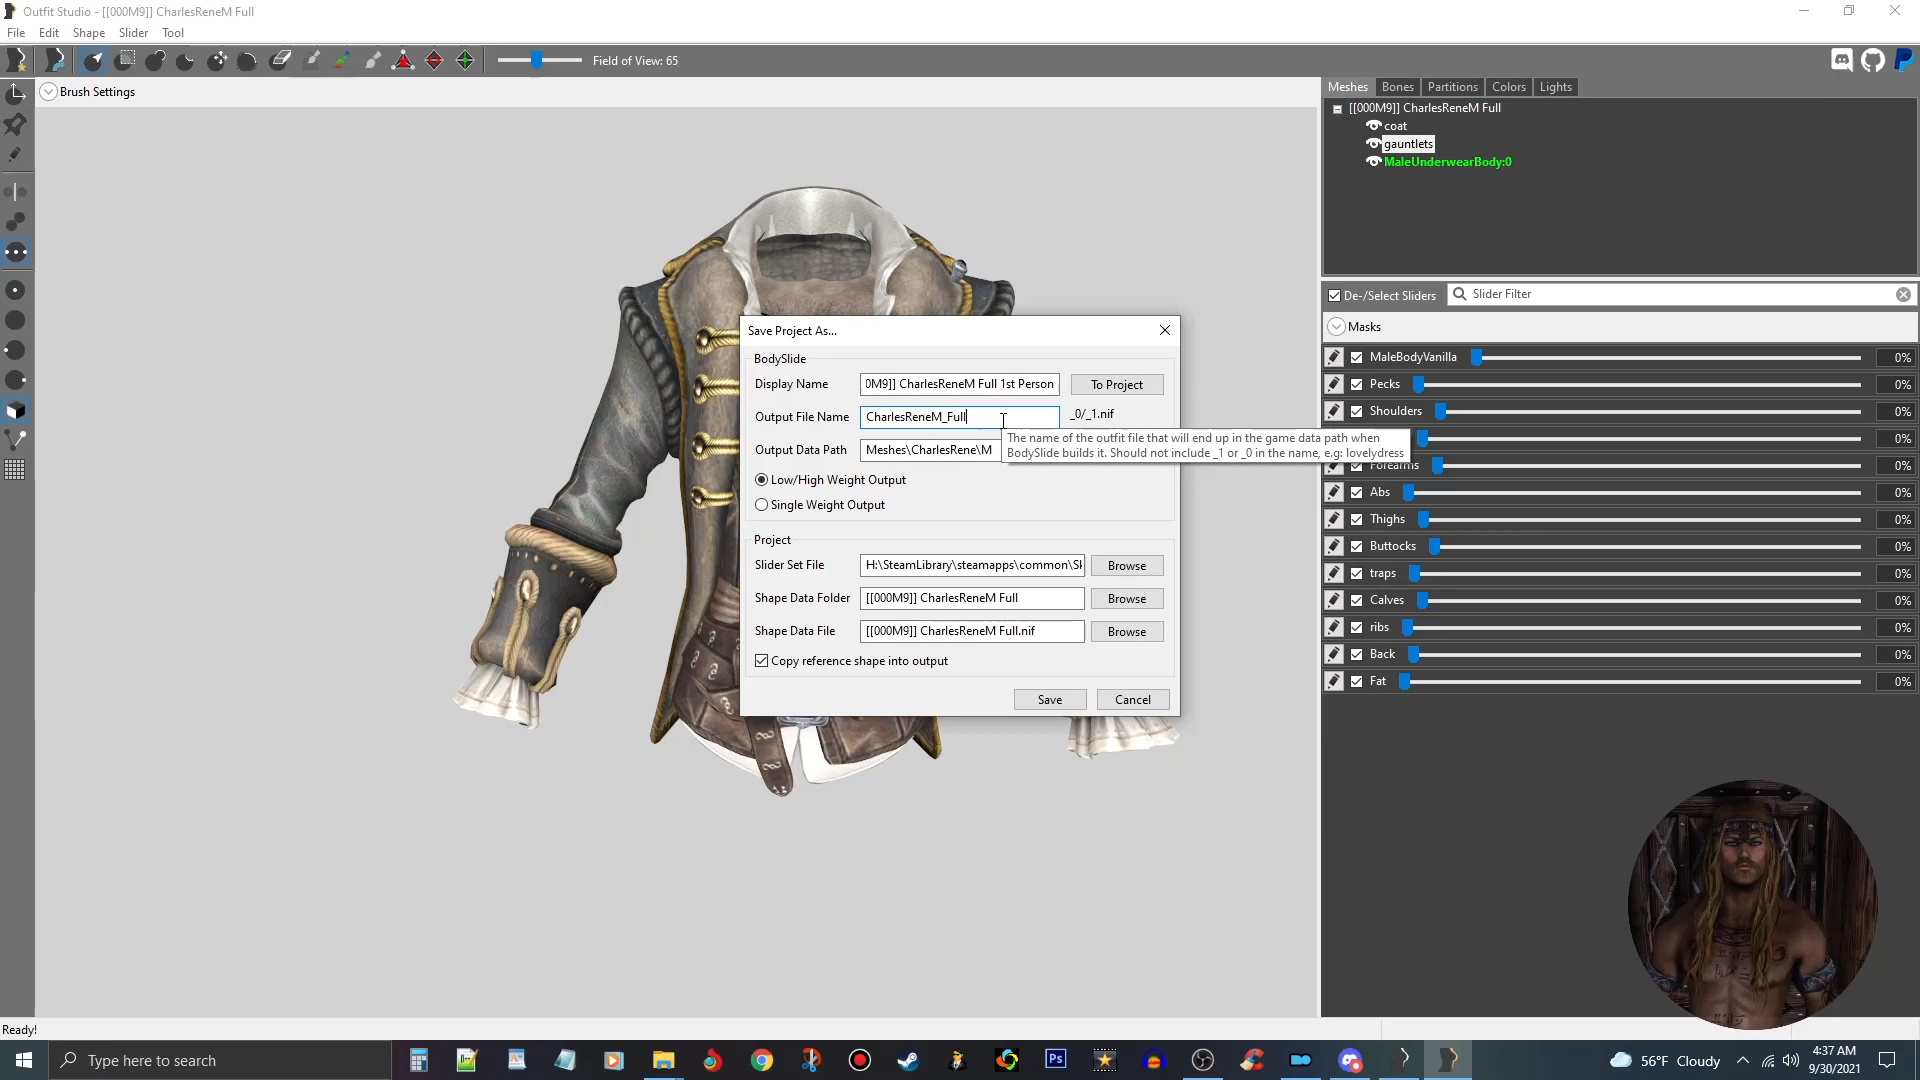 Outfit Studio - [[000M9]] CharlesReneM Full
File Edit Shape Slider Tool
Field of View: 65
Brush Settings
Meshes Bones Partitions Colors Lights
[[000M9]] CharlesReneM Full
coat
gauntlets
MaleUnderwearBody:0
De-/Select Sliders Slider Filter
Masks
MaleBodyVanilla 0%
Pecks 0%
Shoulders 0%
0%
Forearms 0%
Abs 0%
Thighs 0%
Buttocks 0%
traps 0%
Calves 0%
ribs 0%
Back 0%
Fat 0%
Save Project As...
BodySlide
Display Name 0M9]] CharlesReneM Full 1st Person To Project
Output File Name CharlesReneM_Full _0/_1.nif
Output Data Path Meshes\CharlesRene\M
The name of the outfit file that will end up in the game data path when
BodySlide builds it. Should not include _1 or _0 in the name, e.g: lovelydress
Low/High Weight Output
Single Weight Output
Project
Slider Set File H:\SteamLibrary\steamapps\common\Sk Browse
Shape Data Folder [[000M9]] CharlesReneM Full Browse
Shape Data File [[000M9]] CharlesReneM Full.nif Browse
Copy reference shape into output
Save Cancel
Ready!
Type here to search
Ps
56°F Cloudy
4:37 AM
9/30/2021